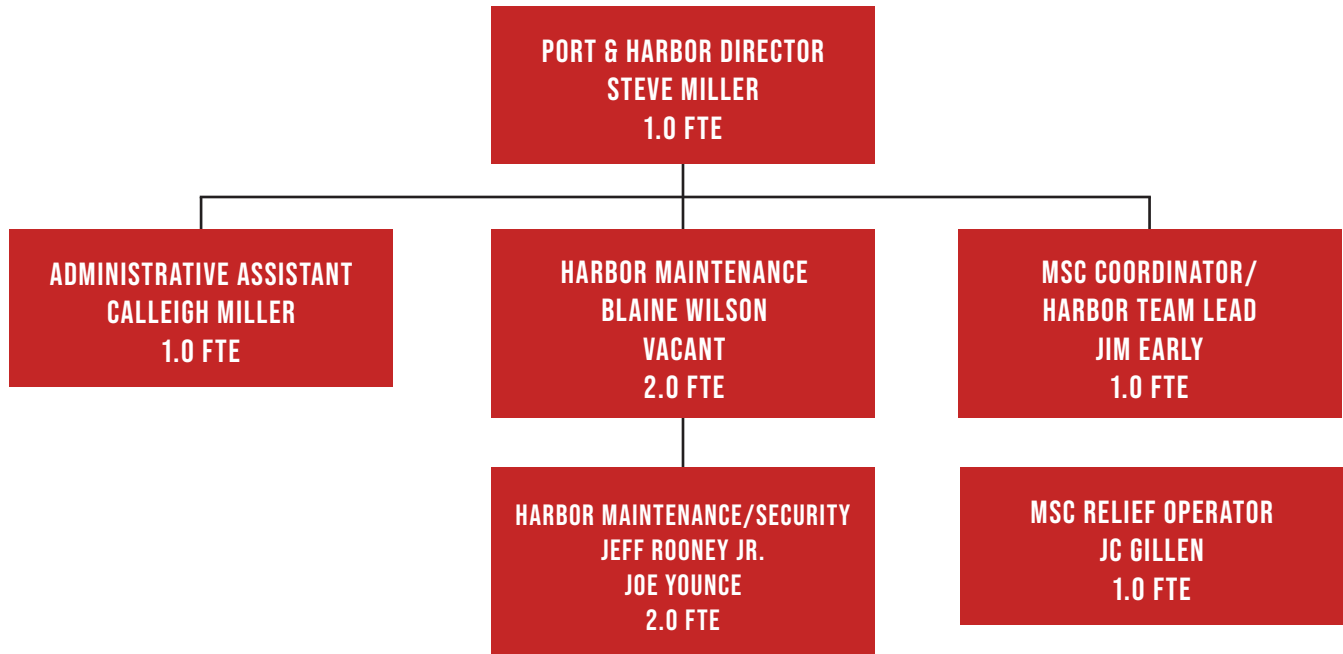 PORT & HARBOR DIRECTOR
STEVE MILLER
1.0 FTE
ADMINISTRATIVE ASSISTANT
CALLEIGH MILLER
1.0 FTE
HARBOR MAINTENANCE
BLAINE WILSON
VACANT
2.0 FTE
MSC COORDINATOR/
HARBOR TEAM LEAD
JIM EARLY
1.0 FTE
HARBOR MAINTENANCE/SECURITY
JEFF ROONEY JR.
JOE YOUNCE
2.0 FTE
MSC RELIEF OPERATOR
JC GILLEN
1.0 FTE